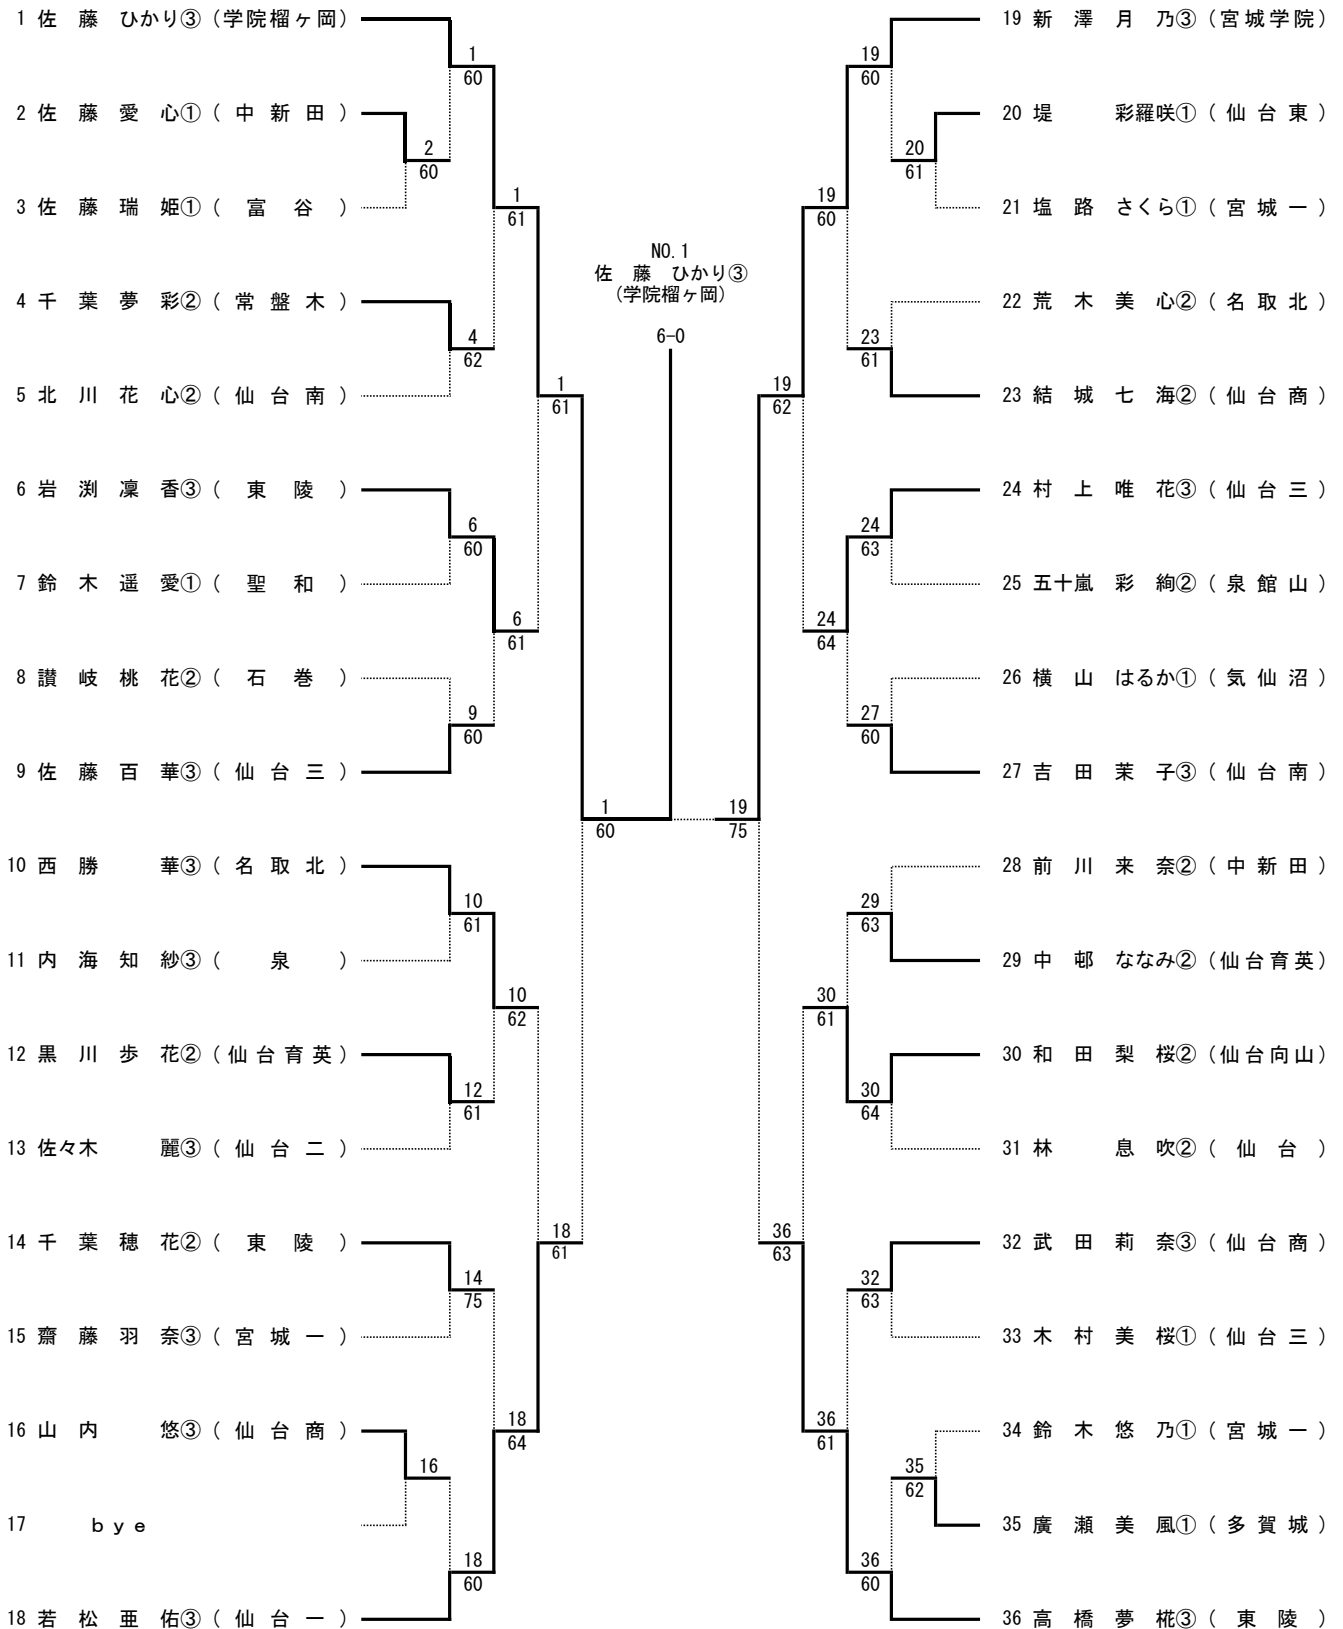 1 佐藤 ひかり③ (学院榴ヶ岡)
2 佐藤愛心① (中新田)
3 佐藤瑞姫① (富谷)
4 千葉夢彩② (常盤木)
5 北川花心② (仙台南)
6 岩渕凜香③ (東陵)
7 鈴木遥愛① (聖和)
8 讃岐桃花② (石巻)
9 佐藤百華③ (仙台三)
10 西勝 華③ (名取北)
11 内海知紗③ (泉)
12 黒川歩花② (仙台育英)
13 佐々木 麗③ (仙台二)
14 千葉穂花② (東陵)
15 齋藤羽奈③ (宮城一)
16 山内 悠③ (仙台商)
17 bye
18 若松亜佑③ (仙台一)
2
60
16
1
60
4
62
6
60
9
60
10
61
12
61
14
75
18
60
1
61
6
61
10
62
18
64
1
61
18
61
1
60
NO.1
佐藤 ひかり③
(学院榴ヶ岡)
6-0
19
75
19
62
36
63
19
60
24
64
30
61
36
61
19
60
23
61
24
63
27
60
29
63
30
64
32
63
36
60
20
61
35
62
19 新澤月乃③ (宮城学院)
20 堤 彩羅咲① (仙台東)
21 塩路 さくら① (宮城一)
22 荒木美心② (名取北)
23 結城七海② (仙台商)
24 村上唯花③ (仙台三)
25 五十嵐彩絢② (泉館山)
26 横山 はるか① (気仙沼)
27 吉田茉子③ (仙台南)
28 前川来奈② (中新田)
29 中邨 ななみ② (仙台育英)
30 和田梨桜② (仙台向山)
31 林 息吹② (仙台)
32 武田莉奈③ (仙台商)
33 木村美桜① (仙台三)
34 鈴木悠乃① (宮城一)
35 廣瀬美風① (多賀城)
36 高橋夢椛③ (東陵)